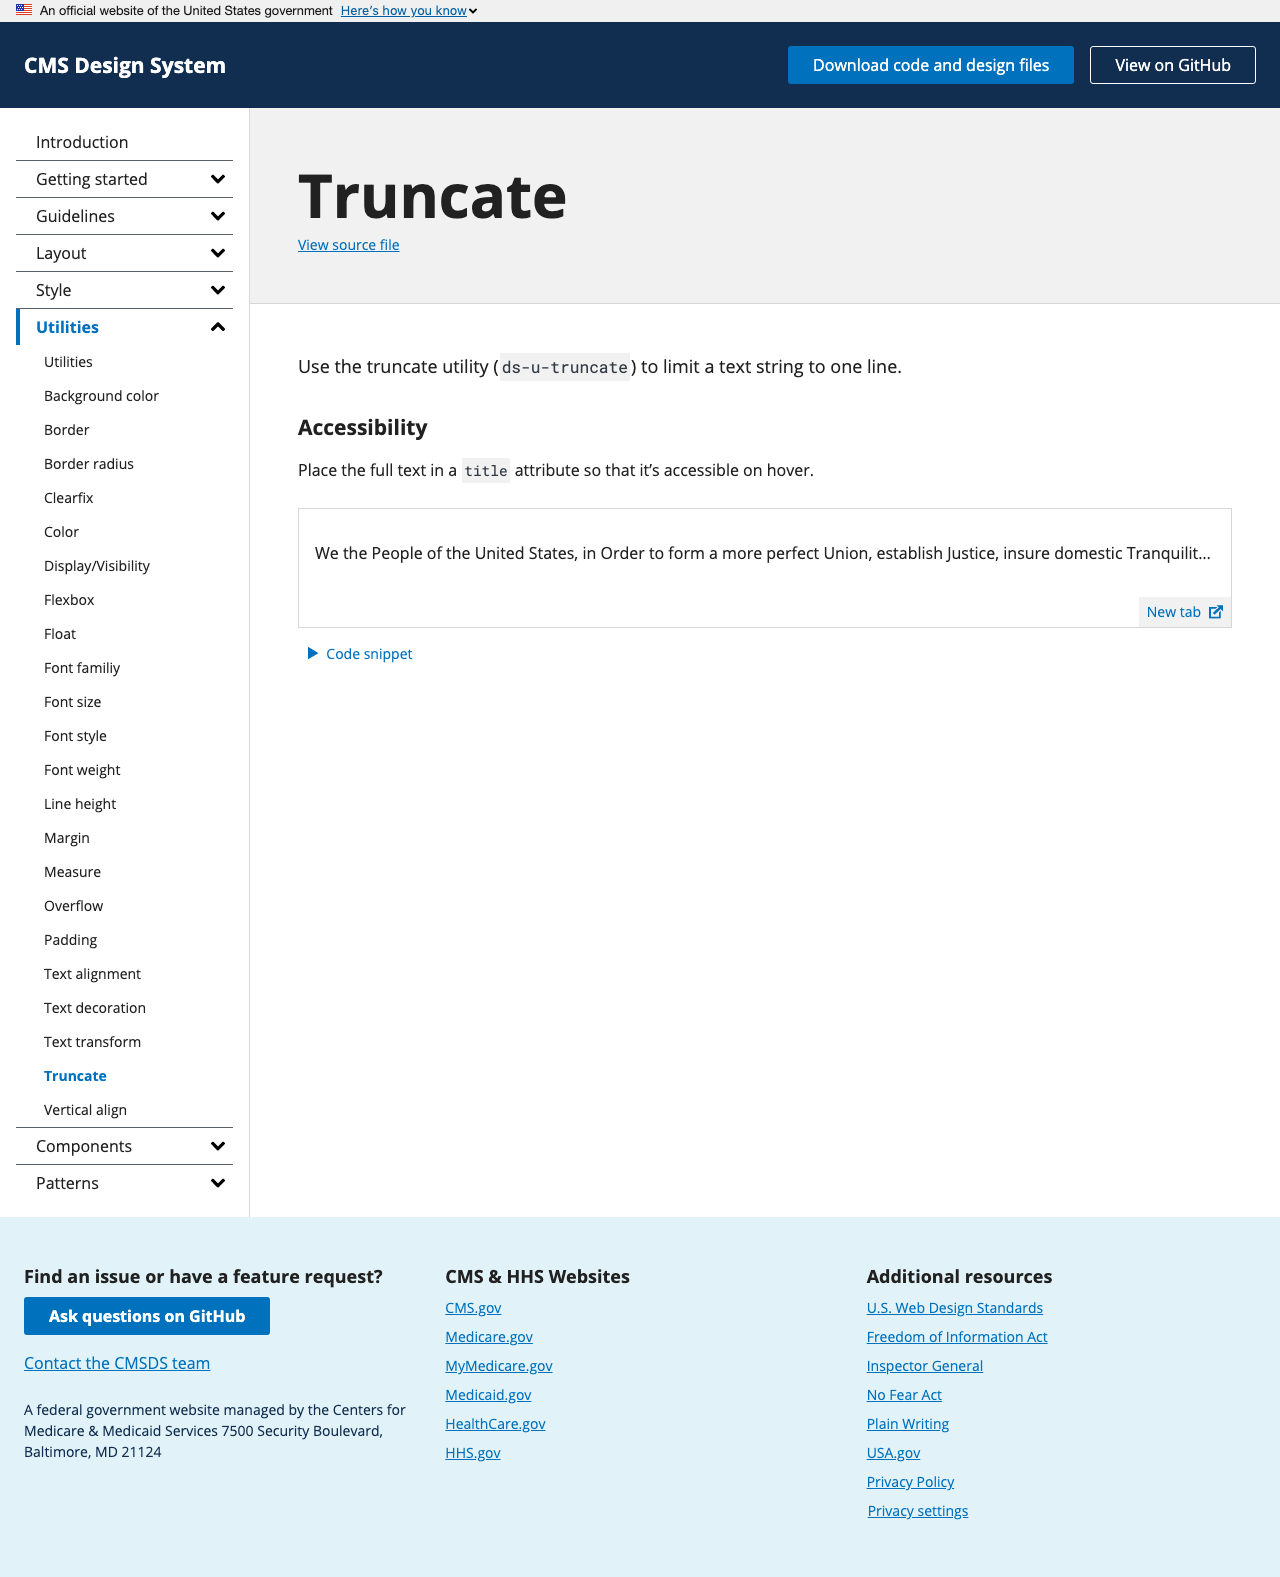 An official website of the United States government Here's how you know
CMS Design System
Download code and design files
View on GitHub
Introduction
Getting started
Guidelines
Layout
Style
Utilities
Utilities
Background color
Border
Border radius
Clearfix
Color
Display/Visibility
Flexbox
Float
Font familiy
Font size
Font style
Font weight
Line height
Margin
Measure
Overflow
Padding
Text alignment
Text decoration
Text transform
Truncate
Vertical align
Components
Patterns
Truncate
View source file
Use the truncate utility (ds-u-truncate) to limit a text string to one line.
Accessibility
Place the full text in a title attribute so that it’s accessible on hover.
We the People of the United States, in Order to form a more perfect Union, establish Justice, insure domestic Tranquilit...
New tab
Code snippet
Find an issue or have a feature request?
Ask questions on GitHub
Contact the CMSDS team
A federal government website managed by the Centers for
Medicare & Medicaid Services 7500 Security Boulevard,
Baltimore, MD 21124
CMS & HHS Websites
CMS.gov
Medicare.gov
MyMedicare.gov
Medicaid.gov
HealthCare.gov
HHS.gov
Additional resources
U.S. Web Design Standards
Freedom of Information Act
Inspector General
No Fear Act
Plain Writing
USA.gov
Privacy Policy
Privacy settings